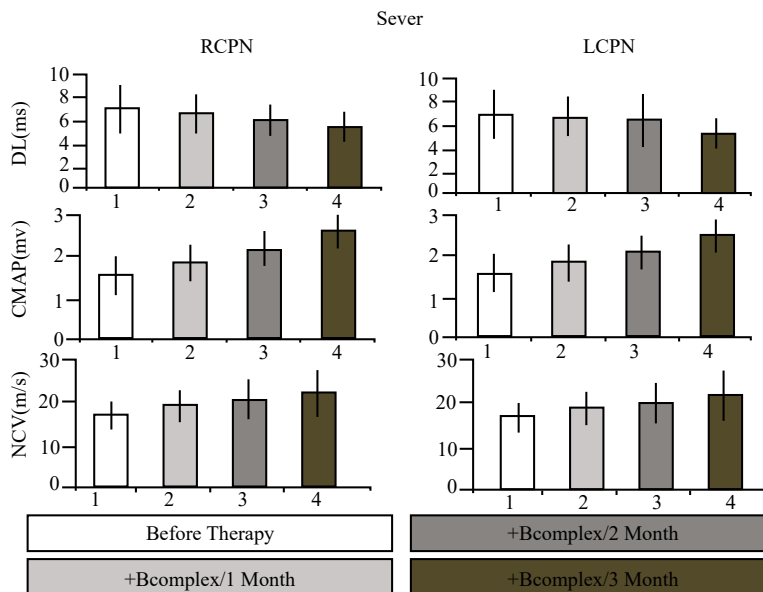 Sever
RCPN
LCPN
DL(ms)
10
8
6
4
2
0
1 2 3 4
10
8
6
4
2
0
1 2 3 4
CMAP(mv)
3
2
1
0
1 2 3 4
3
2
1
0
1 2 3 4
NCV(m/s)
30
20
10
0
1 2 3 4
30
20
10
0
1 2 3 4
Before Therapy
+Bcomplex/2 Month
+Bcomplex/1 Month
+Bcomplex/3 Month